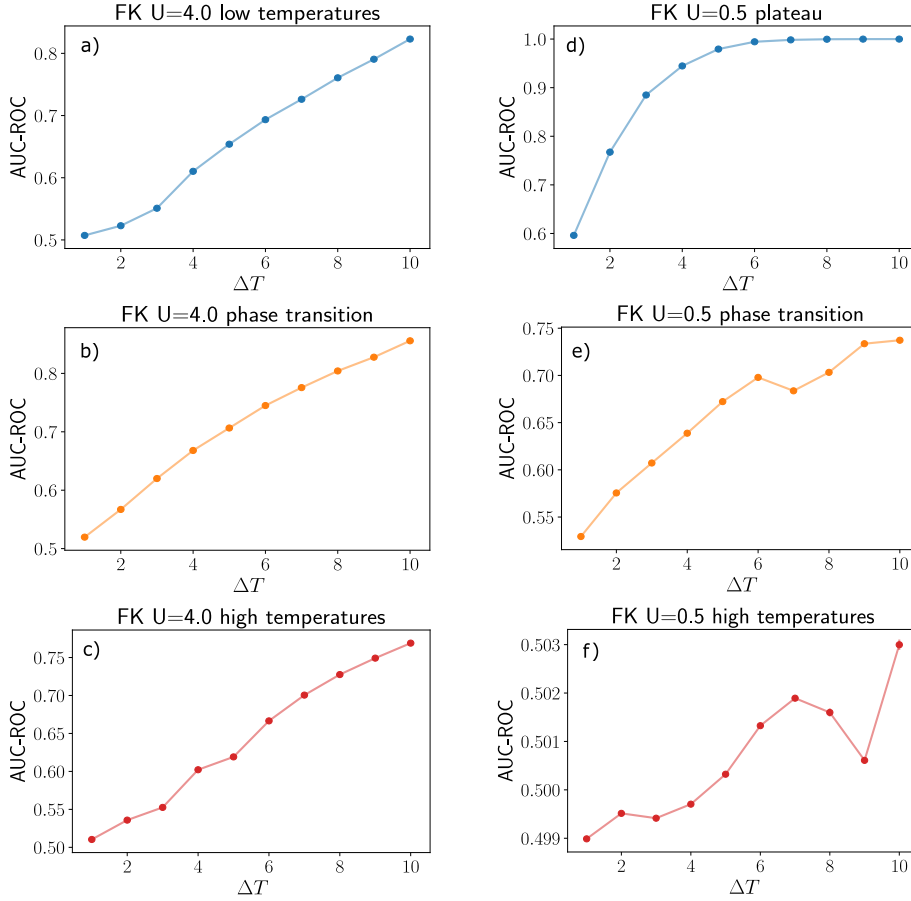 FK U=4.0 low temperatures
a)
0.8
0.7
0.6
0.5
AUC-ROC
2 4 6 8 10
ΔT
FK U=0.5 plateau
d)
1.0
0.9
0.8
0.7
0.6
AUC-ROC
2 4 6 8 10
ΔT
FK U=4.0 phase transition
b)
0.8
0.7
0.6
0.5
AUC-ROC
2 4 6 8 10
ΔT
FK U=0.5 phase transition
e)
0.75
0.70
0.65
0.60
0.55
AUC-ROC
2 4 6 8 10
ΔT
FK U=4.0 high temperatures
c)
0.75
0.70
0.65
0.60
0.55
0.50
AUC-ROC
2 4 6 8 10
ΔT
FK U=0.5 high temperatures
f)
0.503
0.502
0.501
0.500
0.499
AUC-ROC
2 4 6 8 10
ΔT